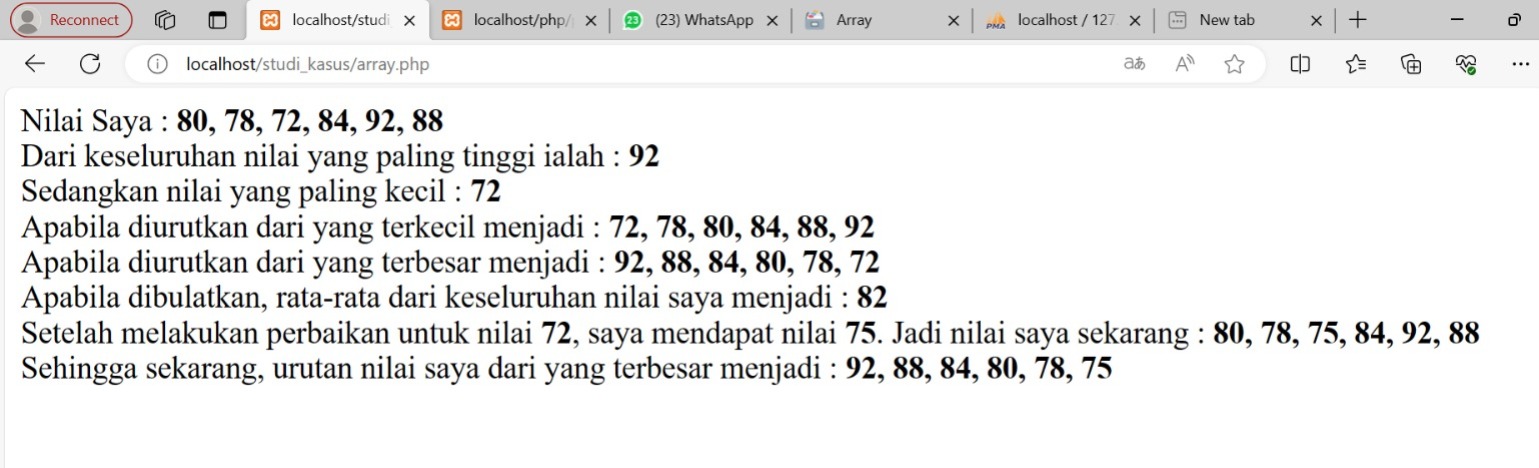 Reconnect
localhost/studi
localhost/php/
23
(23) WhatsApp
Array
PMA
localhost / 127
New tab
localhost/studi_kasus/array.php
aあ
A
Nilai Saya : 80, 78, 72, 84, 92, 88
Dari keseluruhan nilai yang paling tinggi ialah : 92
Sedangkan nilai yang paling kecil : 72
Apabila diurutkan dari yang terkecil menjadi : 72, 78, 80, 84, 88, 92
Apabila diurutkan dari yang terbesar menjadi : 92, 88, 84, 80, 78, 72
Apabila dibulatkan, rata-rata dari keseluruhan nilai saya menjadi : 82
Setelah melakukan perbaikan untuk nilai 72, saya mendapat nilai 75. Jadi nilai saya sekarang : 80, 78, 75, 84, 92, 88
Sehingga sekarang, urutan nilai saya dari yang terbesar menjadi : 92, 88, 84, 80, 78, 75